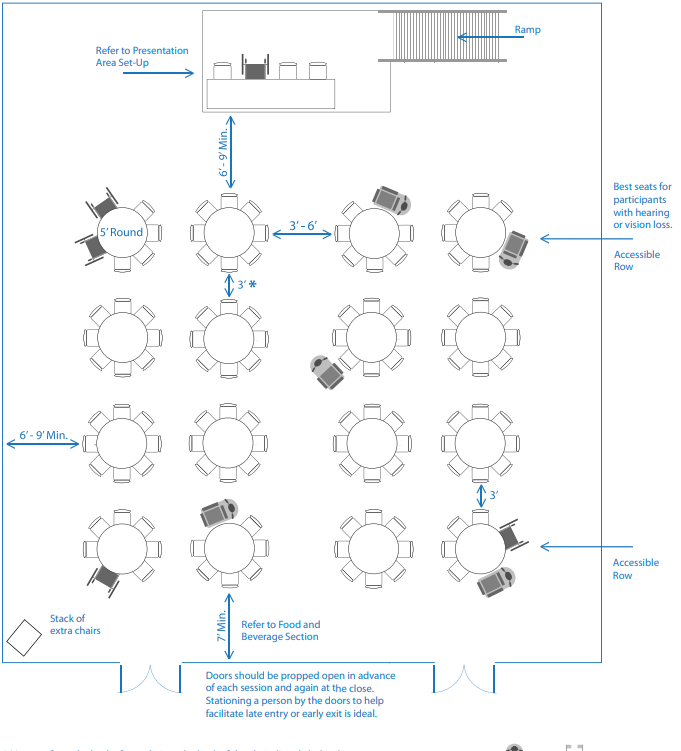 Ramp
Refer to Presentation
Area Set-Up
6’ - 9’ Min.
Best seats for
participants
with hearing
or vision loss.
5’ Round
3’ - 6’
Accessible
Row
3’ *
6’ - 9’ Min.
3’
Accessible
Row
7’ Min.
Refer to Food and
Beverage Section
Stack of
extra chairs
Doors should be propped open in advance
of each session and again at the close.
Stationing a person by the doors to help
facilitate late entry or early exit is ideal.